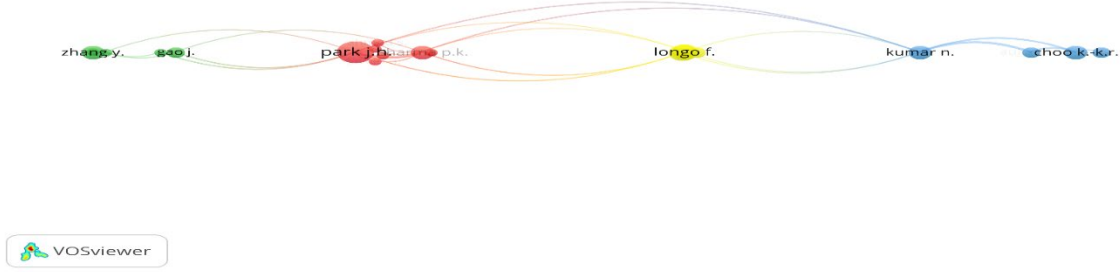 zhang y.
gao j.
park j.h.
p.k.
longo f.
kumar n.
choo k.-k.r.
VOSviewer